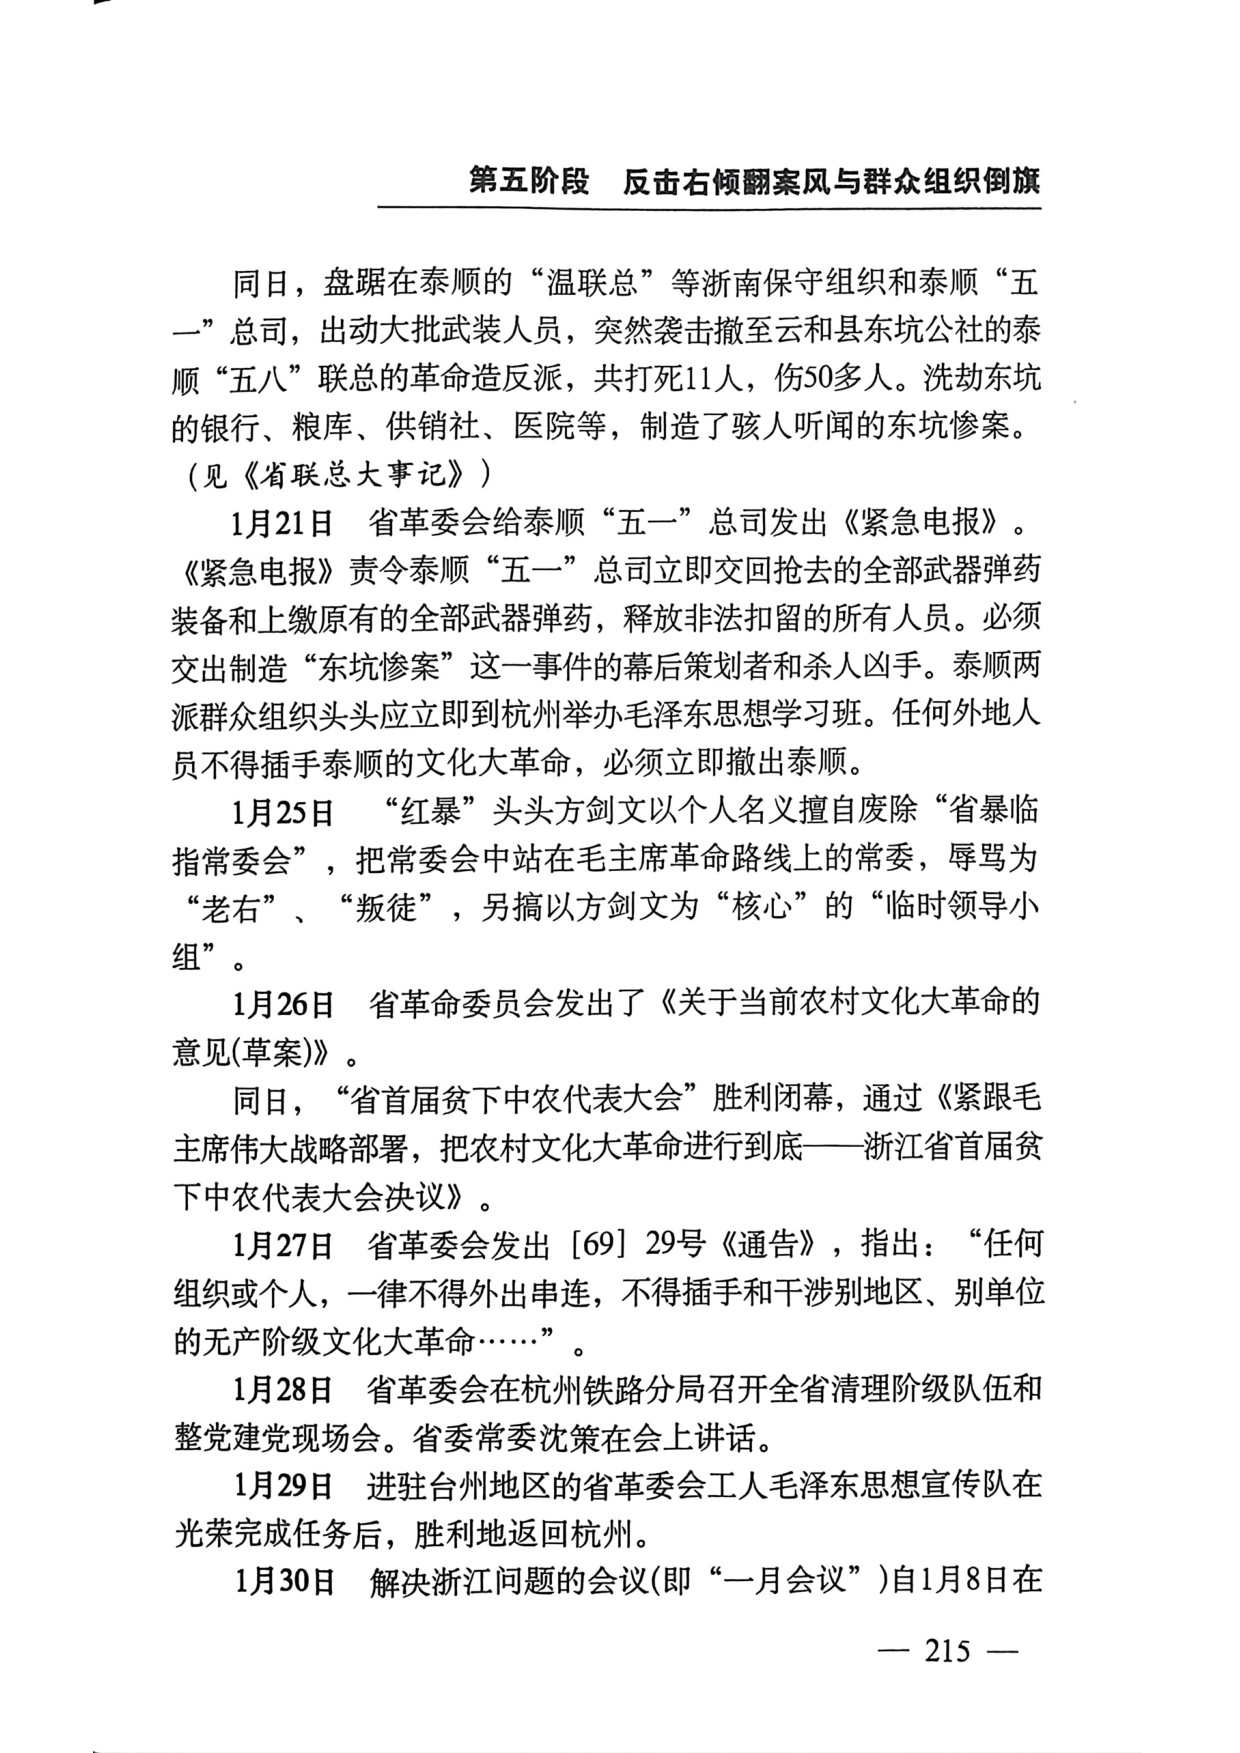 第五阶段　反击右倾翻案风与群众组织倒旗
同日，盘踞在泰顺的“温联总”等浙南保守组织和泰顺“五
一”总司，出动大批武装人员，突然袭击撤至云和县东坑公社的泰
顺“五八”联总的革命造反派，共打死11人，伤50多人。洗劫东坑
的银行、粮库、供销社、医院等，制造了骇人听闻的东坑惨案。
（见《省联总大事记》）
1月21日　省革委会给泰顺“五一”总司发出《紧急电报》。
《紧急电报》责令泰顺“五一”总司立即交回抢去的全部武器弹药
装备和上缴原有的全部武器弹药，释放非法扣留的所有人员。必须
交出制造“东坑惨案”这一事件的幕后策划者和杀人凶手。泰顺两
派群众组织头头应立即到杭州举办毛泽东思想学习班。任何外地人
员不得插手泰顺的文化大革命，必须立即撤出泰顺。
1月25日　“红暴”头头方剑文以个人名义擅自废除“省暴临
指常委会”，把常委会中站在毛主席革命路线上的常委，辱骂为
“老右”、“叛徒”，另搞以方剑文为“核心”的“临时领导小
组”。
1月26日　省革命委员会发出了《关于当前农村文化大革命的
意见(草案)》。
同日，“省首届贫下中农代表大会”胜利闭幕，通过《紧跟毛
主席伟大战略部署，把农村文化大革命进行到底——浙江省首届贫
下中农代表大会决议》。
1月27日　省革委会发出［69］29号《通告》，指出：“任何
组织或个人，一律不得外出串连，不得插手和干涉别地区、别单位
的无产阶级文化大革命……”。
1月28日　省革委会在杭州铁路分局召开全省清理阶级队伍和
整党建党现场会。省委常委沈策在会上讲话。
1月29日　进驻台州地区的省革委会工人毛泽东思想宣传队在
光荣完成任务后，胜利地返回杭州。
1月30日　解决浙江问题的会议(即“一月会议”)自1月8日在
— 215 —